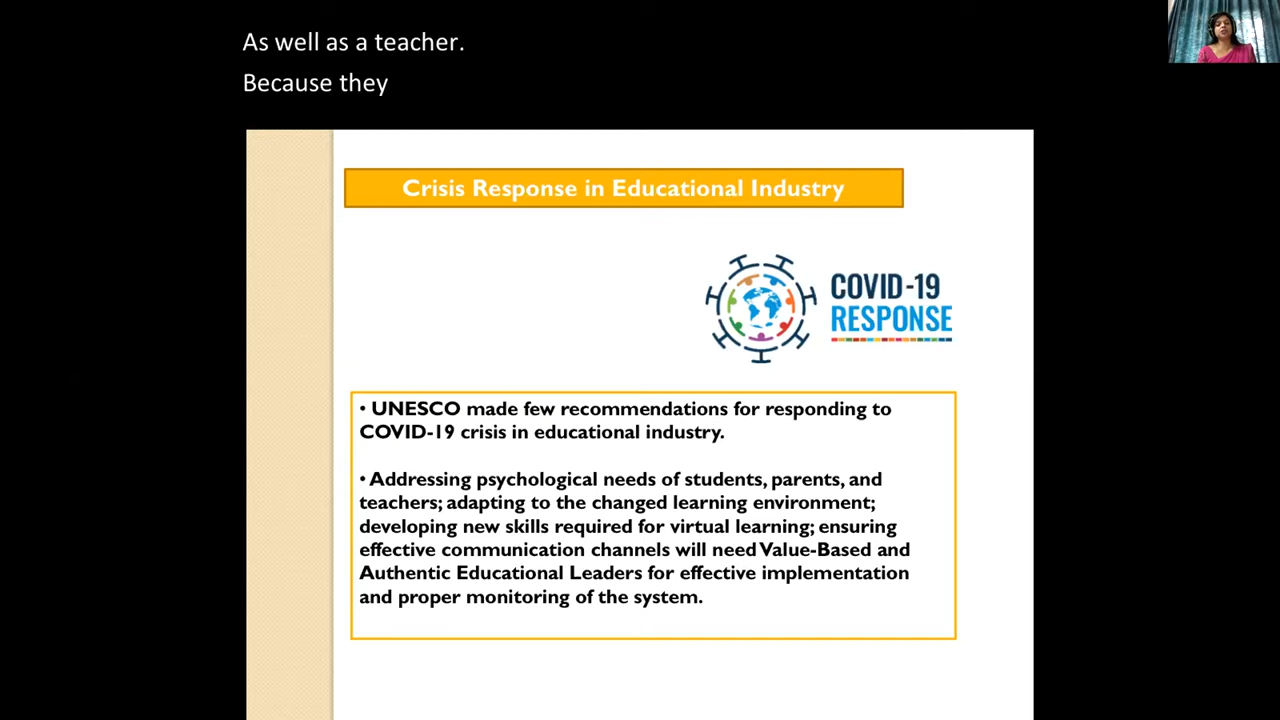 As well as a teacher.
Because they
Crisis Response in Educational Industry
COVID-19
RESPONSE
• UNESCO made few recommendations for responding to
COVID-19 crisis in educational industry.
• Addressing psychological needs of students, parents, and
teachers; adapting to the changed learning environment;
developing new skills required for virtual learning; ensuring
effective communication channels will need Value-Based and
Authentic Educational Leaders for effective implementation
and proper monitoring of the system.